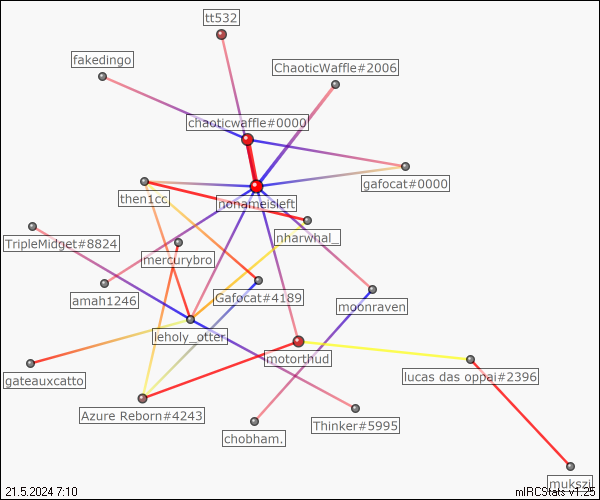 tt532
fakedingo
ChaoticWaffle#2006
chaoticwaffle#0000
gafocat#0000
then1cc
nonameisleft
nharwhal_
TripleMidget#8824
mercurybro
amah1246
Gafocat#4189
moonraven
leholy_otter
motorthud
gateauxcatto
lucas das oppai#2396
Azure Reborn#4243
Thinker#5995
chobham.
mukszi
21.5.2024 7:10
mIRCStats v1.25